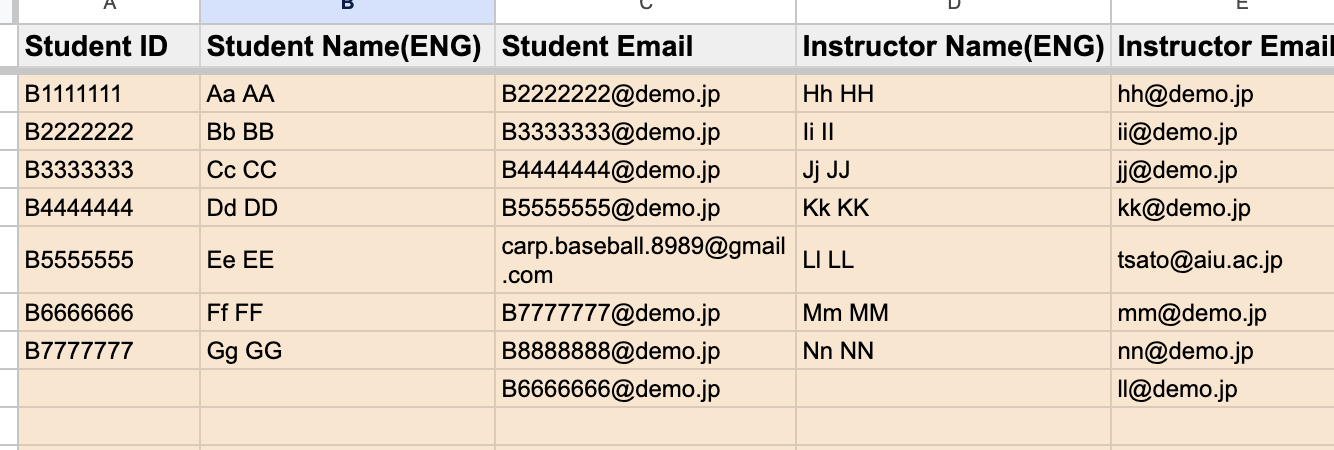 A B C D E
Student ID Student Name(ENG) Student Email Instructor Name(ENG) Instructor Email
B1111111 Aa AA B2222222@demo.jp Hh HH hh@demo.jp
B2222222 Bb BB B3333333@demo.jp Ii II ii@demo.jp
B3333333 Cc CC B4444444@demo.jp Jj JJ jj@demo.jp
B4444444 Dd DD B5555555@demo.jp Kk KK kk@demo.jp
B5555555 Ee EE carp.baseball.8989@gmail
.com Ll LL tsato@aiu.ac.jp
B6666666 Ff FF B7777777@demo.jp Mm MM mm@demo.jp
B7777777 Gg GG B8888888@demo.jp Nn NN nn@demo.jp
B6666666@demo.jp ll@demo.jp